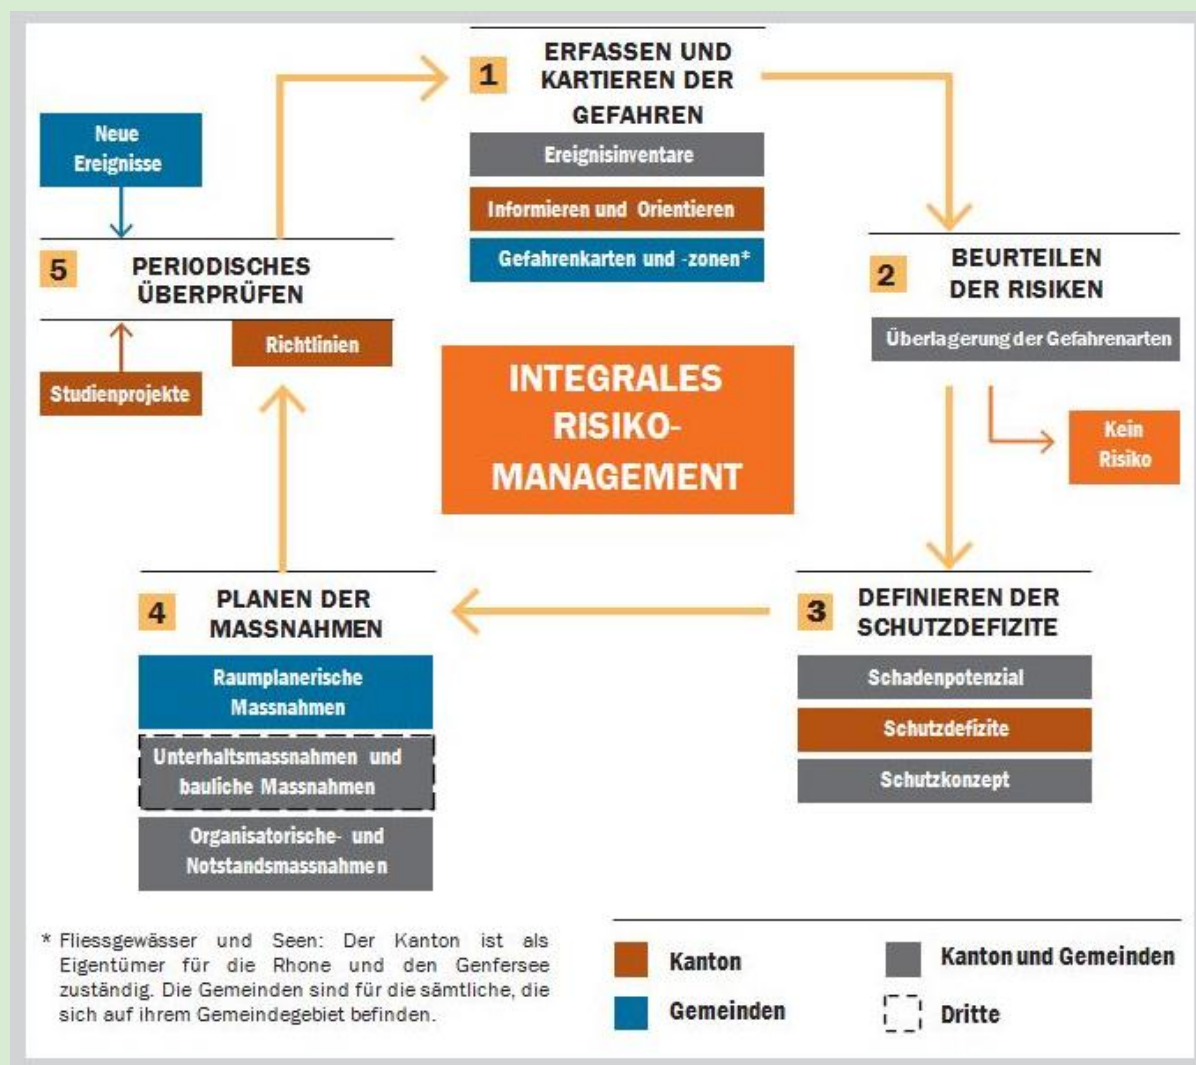 1
ERFASSEN UND
KARTIEREN DER
GEFAHREN
Ereignisinventare
Informieren und Orientieren
Gefahrenkarten und -zonen*
2
BEURTEILEN
DER RISIKEN
Überlagerung der Gefahrenarten
Kein
Risiko
3
DEFINIEREN DER
SCHUTZDEFIZITE
Schadenpotenzial
Schutzdefizite
Schutzkonzept
4
PLANEN DER
MASSNAHMEN
Raumplanerische
Massnahmen
Unterhaltsmassnahmen und
bauliche Massnahmen
Organisatorische- und
Notstandsmassnahmen
5
PERIODISCHES
ÜBERPRÜFEN
Neue
Ereignisse
Richtlinien
Studienprojekte
INTEGRALES
RISIKO-
MANAGEMENT
* Fliessgewässer und Seen: Der Kanton ist als
Eigentümer für die Rhone und den Genfersee
zuständig. Die Gemeinden sind für die sämtliche, die
sich auf ihrem Gemeindegebiet befinden.
Kanton
Gemeinden
Kanton und Gemeinden
Dritte